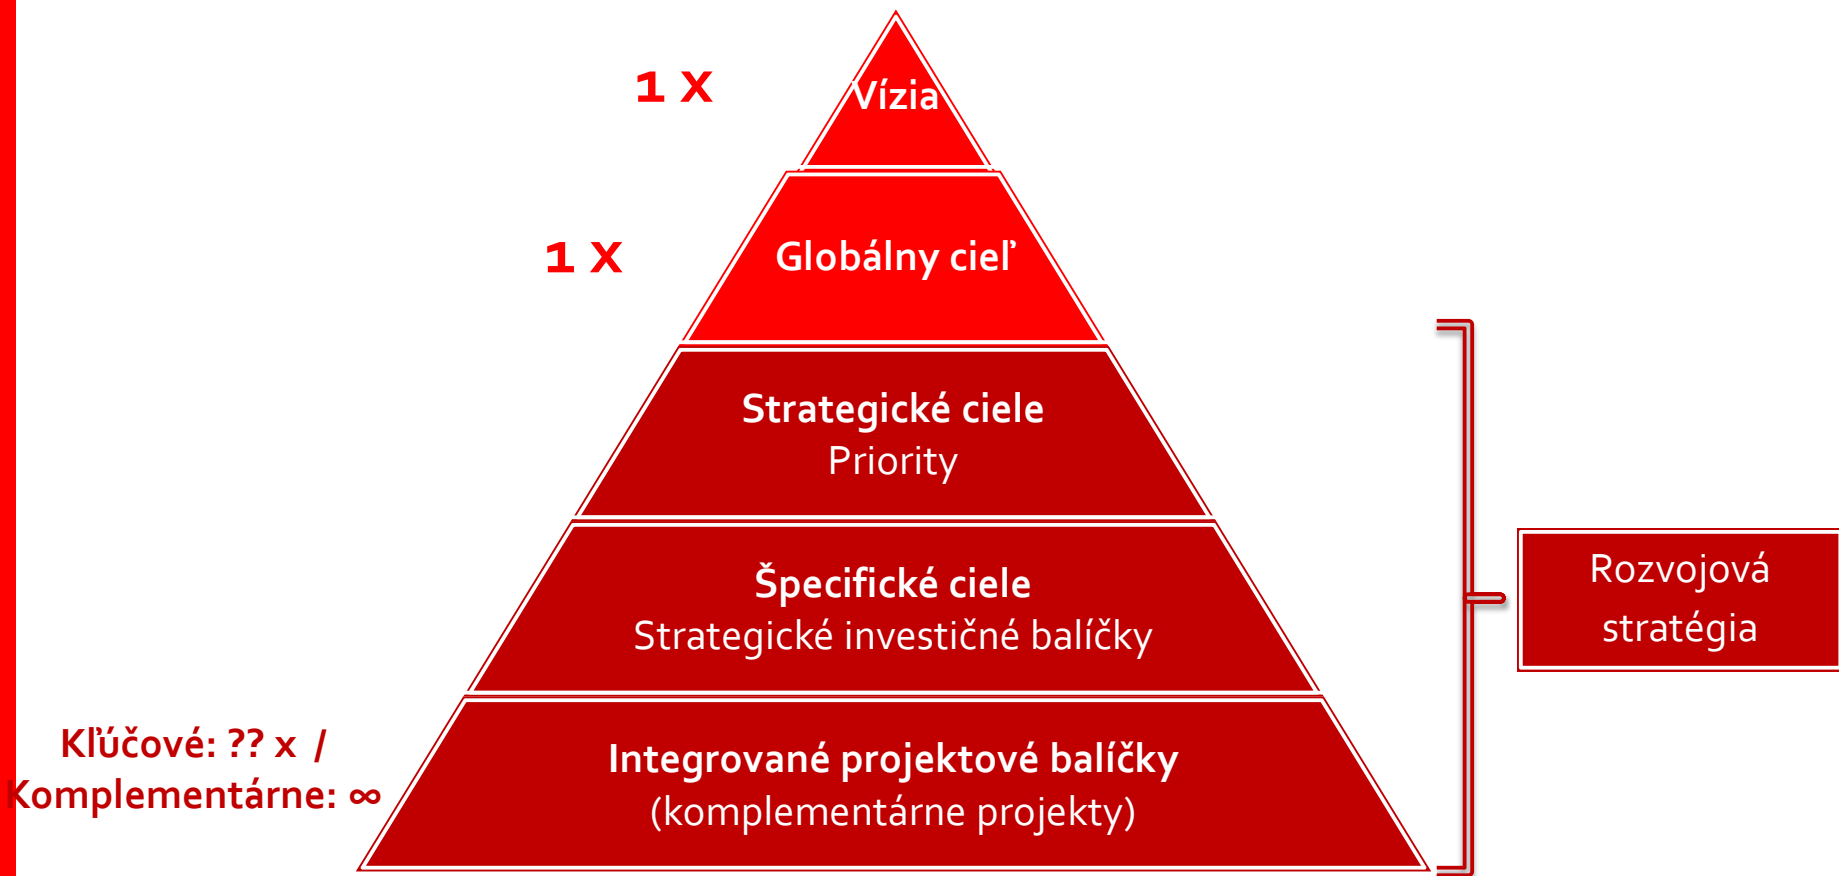 1 X
Vízia
1 X
Globálny cieľ
Strategické ciele
Priority
Špecifické ciele
Strategické investičné balíčky
Rozvojová
stratégia
Kľúčové: ?? x /
Komplementárne: ∞
Integrované projektové balíčky
(komplementárne projekty)